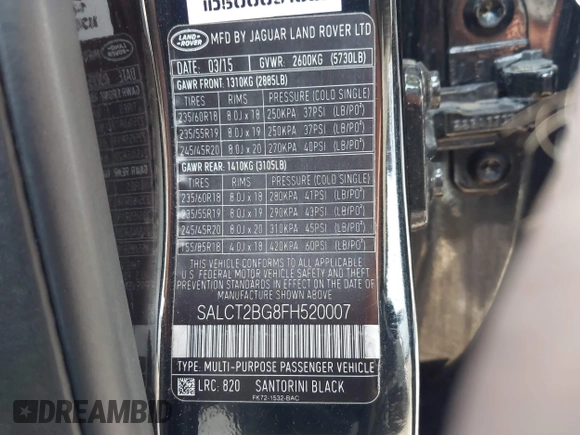 LAND-
ROVER
MFD BY JAGUAR LAND ROVER LTD
DATE: 03/15 GVWR. 2600KG (5730LB)
GAWR FRONT: 1310KG (2885LB)
TIRES RIMS PRESSURE (COLD SINGLE)
235/60R18 8.0J x 18 250KPA 37PSI (LB/PO²)
235/55R19 8.0J x 19 250KPA 37PSI (LB/PO²)
245/45R20 8.0J x 20 270KPA 40PSI (LB/PO²)
GAWR REAR: 1410KG (3105LB)
TIRES RIMS PRESSURE (COLD SINGLE)
235/60R18 8.0J x 18 280KPA 41PSI (LB/PO²)
235/55R19 8.0J x 19 290KPA 43PSI (LB/PO²)
245/45R20 8.0J x 20 310KPA 45PSI (LB/PO²)
155/85R18 4.0J x 18 420KPA 60PSI (LB/PO²)
THIS VEHICLE CONFORMS TO ALL APPLICABLE
U.S. FEDERAL MOTOR VEHICLE SAFETY AND THEFT
PREVENTION STANDARDS IN EFFECT ON THE DATE OF
MANUFACTURE SHOWN ABOVE.
SALCT2BG8FH520007
TYPE: MULTI-PURPOSE PASSENGER VEHICLE
LRC: 820 SANTORINI BLACK
FK72-1532-BAC
DREAMBID